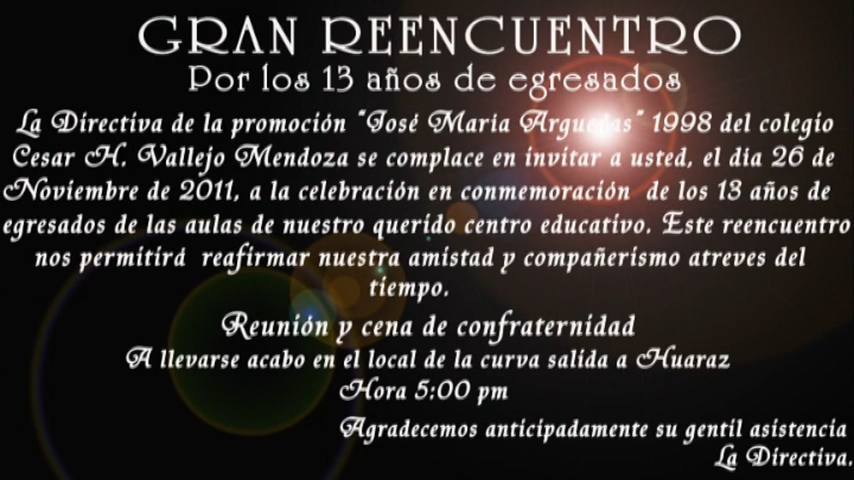 GRAN REENCUENTRO
Por los 13 años de egresados
La Directiva de la promoción "José Maria Arguedas" 1998 del colegio
Cesar H. Vallejo Mendoza se complace en invitar a usted, el dia 26 de
Noviembre de 2011, a la celebración en conmemoración de los 13 años de
egresados de las aulas de nuestro querido centro educativo. Este reencuentro
nos permitirá reafirmar nuestra amistad y compañerismo atreves del
tiempo.
Reunión y cena de confraternidad
A llevarse acabo en el local de la curva salida a Huaraz
Hora 5:00 pm
Agradecemos anticipadamente su gentil asistencia
La Directiva.